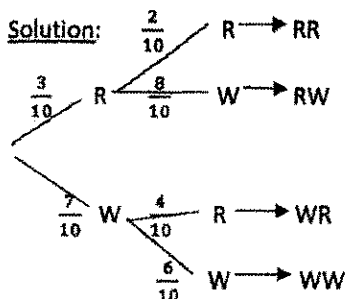 Solution:
2/10 R → RR
3/10 R 8/10 W → RW
7/10 W 4/10 R → WR
6/10 W → WW